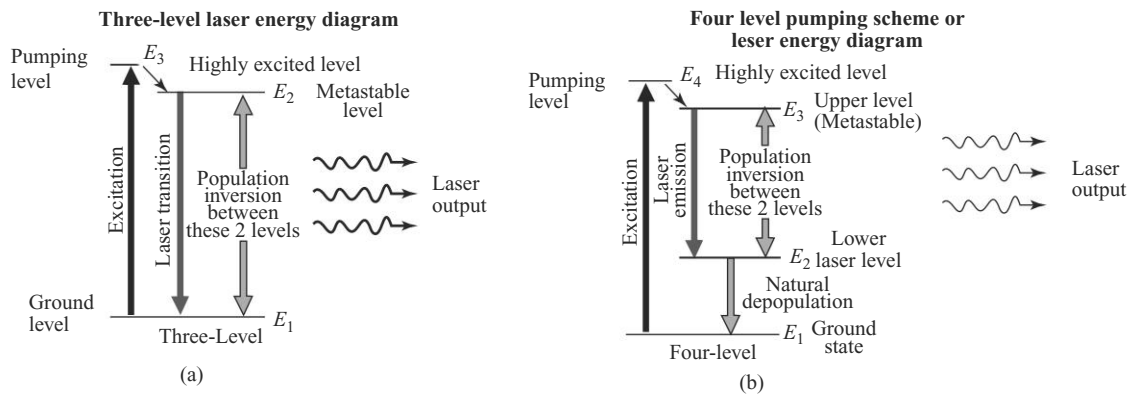 Three-level laser energy diagram
Pumping
level
E3
Highly excited level
E2
Metastable
level
Excitation
Laser transition
Population
inversion
between
these 2 levels
Laser
output
Ground
level
E1
Three-Level
(a)
Four level pumping scheme or
leser energy diagram
Pumping
level
E4
Highly excited level
E3
Upper level
(Metastable)
Excitation
Laser
emission
Population
inversion
between
these 2 levels
Laser
output
E2
Lower
laser level
Natural
depopulation
E1
Ground
state
Four-level
(b)